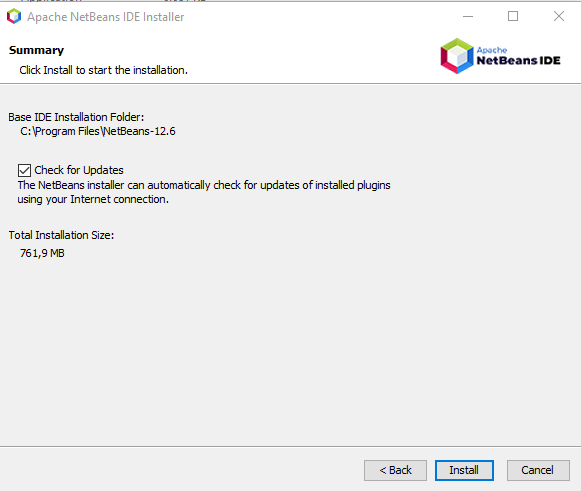 Apache NetBeans IDE Installer
Summary
Click Install to start the installation.
Apache
NetBeans IDE
Base IDE Installation Folder:
C:\Program Files\NetBeans-12.6
Check for Updates
The NetBeans installer can automatically check for updates of installed plugins
using your Internet connection.
Total Installation Size:
761,9 MB
< Back
Install
Cancel